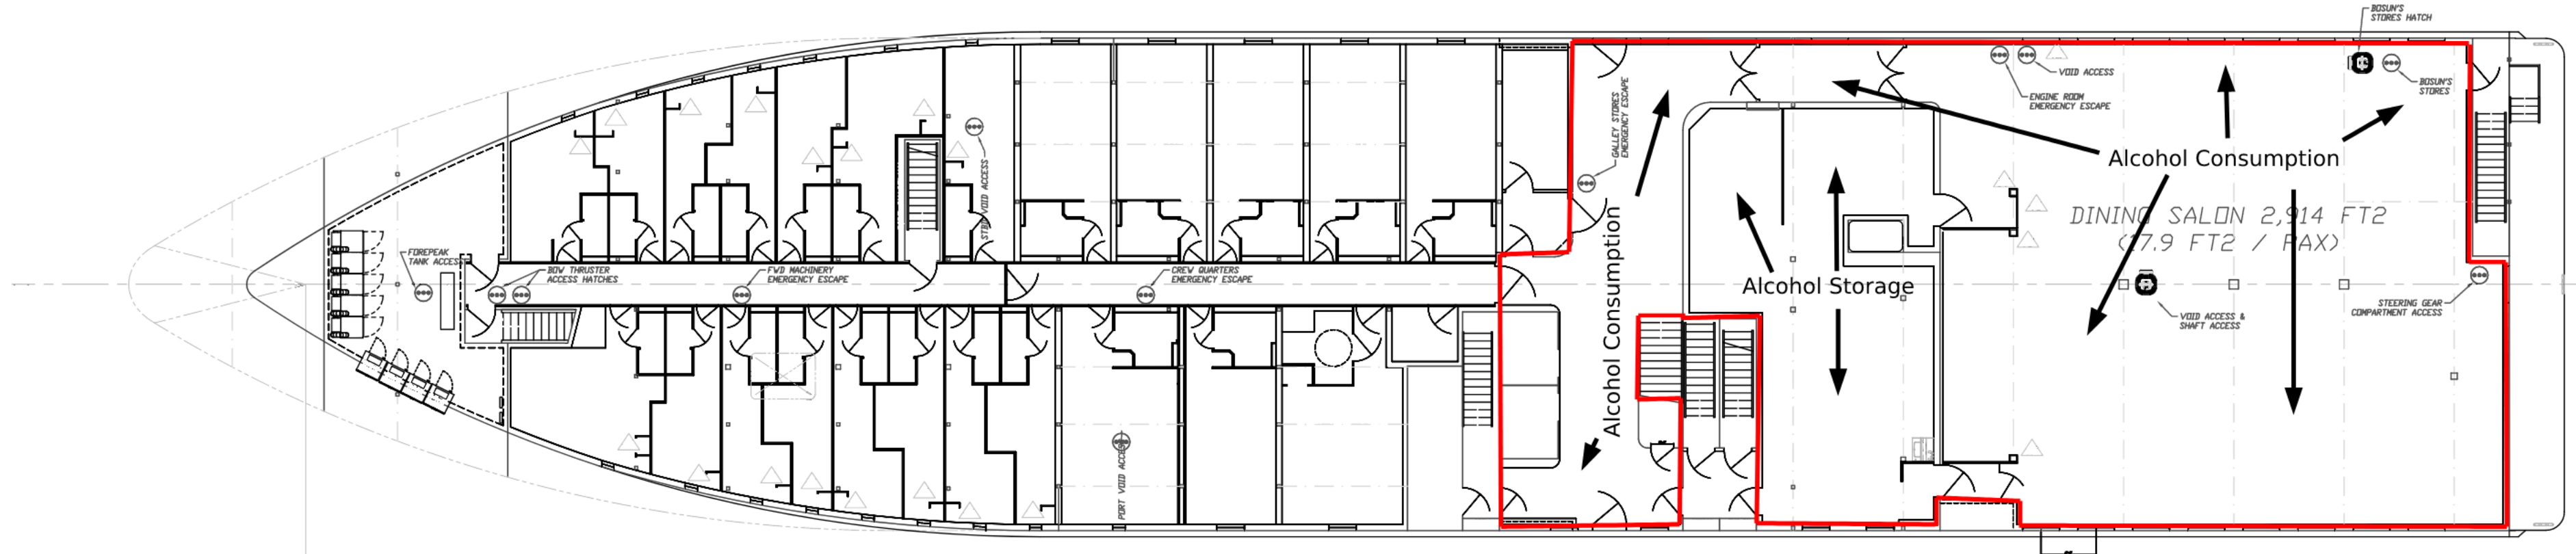 BOSUN'S
STORES HATCH
VOID ACCESS
BOSUN'S
STORES
ENGINE ROOM
EMERGENCY ESCAPE
GALLEY STORES
EMERGENCY ESCAPE
Alcohol Consumption
STBD VOID ACCESS
DINING SALON 2,914 FT2
(17.9 FT2 / PAX)
FOREPEAK
TANK ACCESS
BOW THRUSTER
ACCESS HATCHES
FWD MACHINERY
EMERGENCY ESCAPE
CREW QUARTERS
EMERGENCY ESCAPE
Alcohol Consumption
Alcohol Storage
STEERING GEAR
COMPARTMENT ACCESS
VOID ACCESS &
SHAFT ACCESS
PORT VOID ACCESS